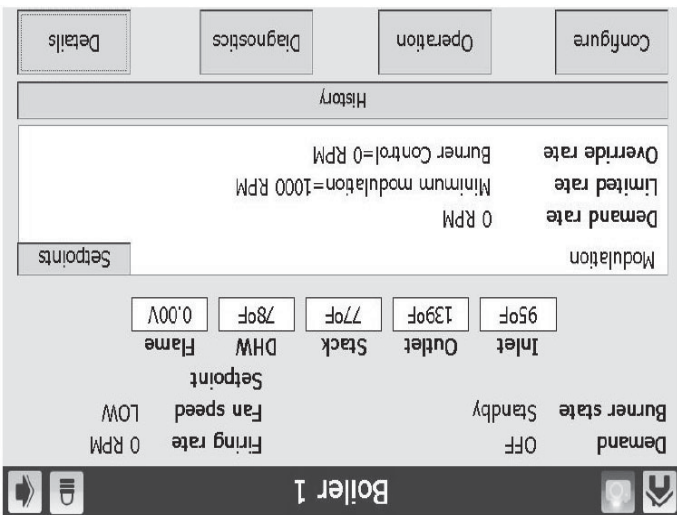 Boiler 1
Demand OFF Firing rate 0 RPM
Burner state Standby Fan speed LOW
Setpoint
Inlet Outlet Stack DHW Flame
95ºF 139ºF 77ºF 78ºF 0.00V
Modulation Setpoints
Demand rate 0 RPM
Limited rate Minimum modulation=1000 RPM
Override rate Burner Control=0 RPM
History
Configure Operation Diagnostics Details